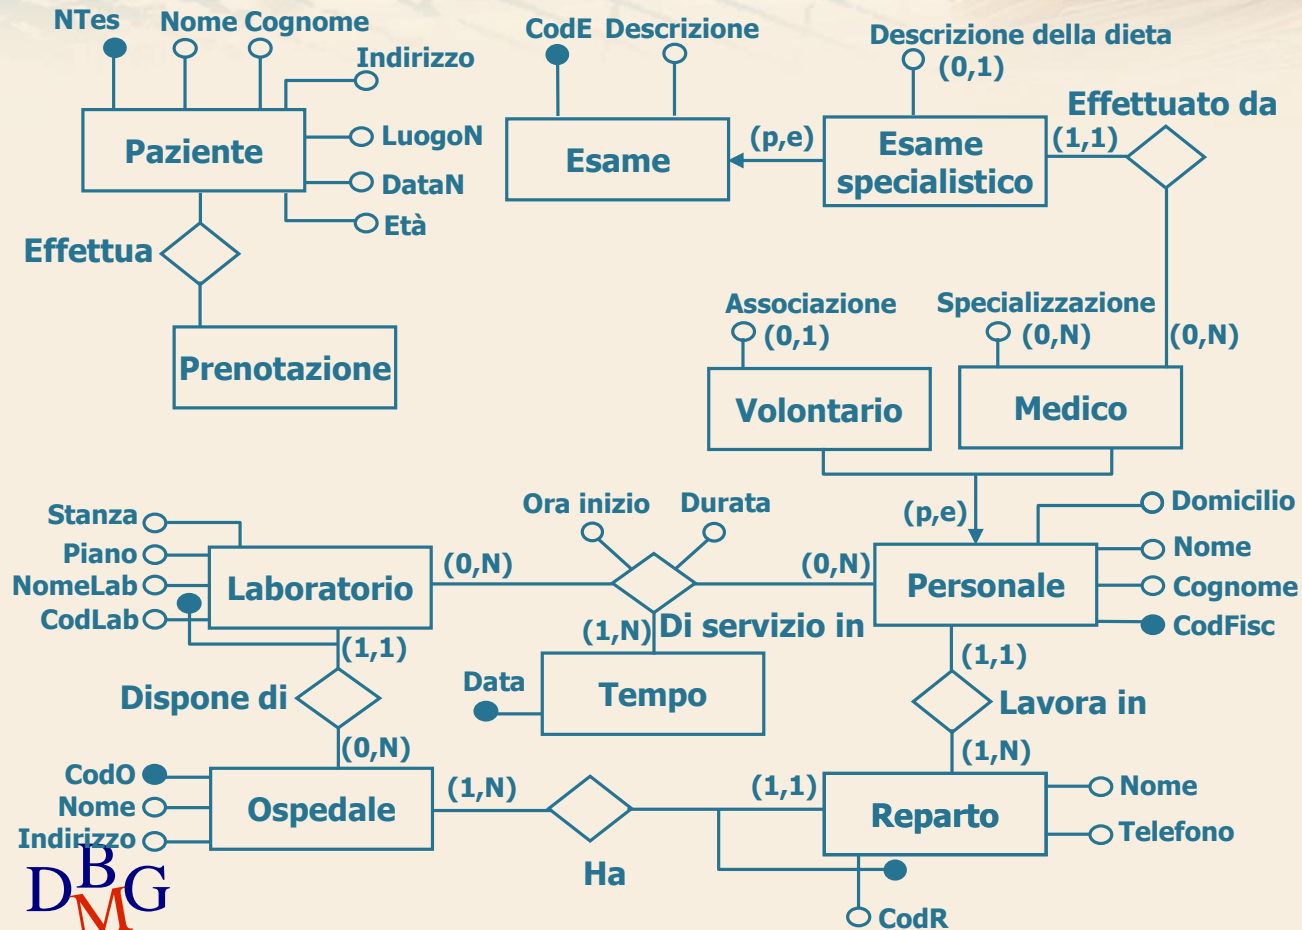 NTes Nome Cognome
Indirizzo
Paziente
LuogoN
DataN
Età
Effettua
Prenotazione
CodE Descrizione
Esame
(p,e)
Descrizione della dieta
(0,1)
Esame
specialistico
Effettuato da
(1,1)
(0,N)
Associazione
(0,1)
Volontario
Specializzazione
(0,N)
Medico
(p,e)
Domicilio
Nome
Cognome
CodFisc
Personale
Ora inizio Durata
(0,N)
(0,N)
(1,N)
Di servizio in
Stanza
Piano
NomeLab
CodLab
Laboratorio
(1,1)
Dispone di
(0,N)
Data
Tempo
(1,1)
Lavora in
(1,N)
CodO
Nome
Indirizzo
Ospedale
(1,N)
Ha
(1,1)
Reparto
Nome
Telefono
CodR
DBMG